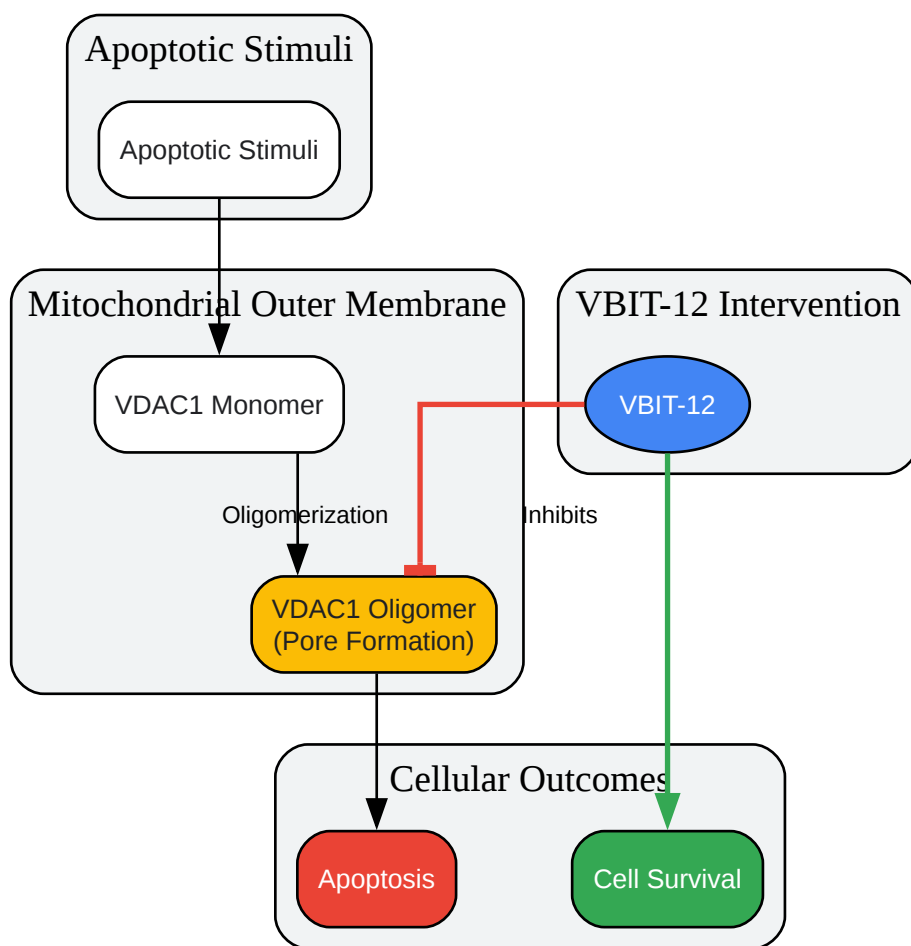 Apoptotic Stimuli
Apoptotic Stimuli
Mitochondrial Outer Membrane
VBIT-12 Intervention
VDAC1 Monomer
VBIT-12
Oligomerization
Inhibits
VDAC1 Oligomer
(Pore Formation)
Cellular Outcomes
Apoptosis
Cell Survival